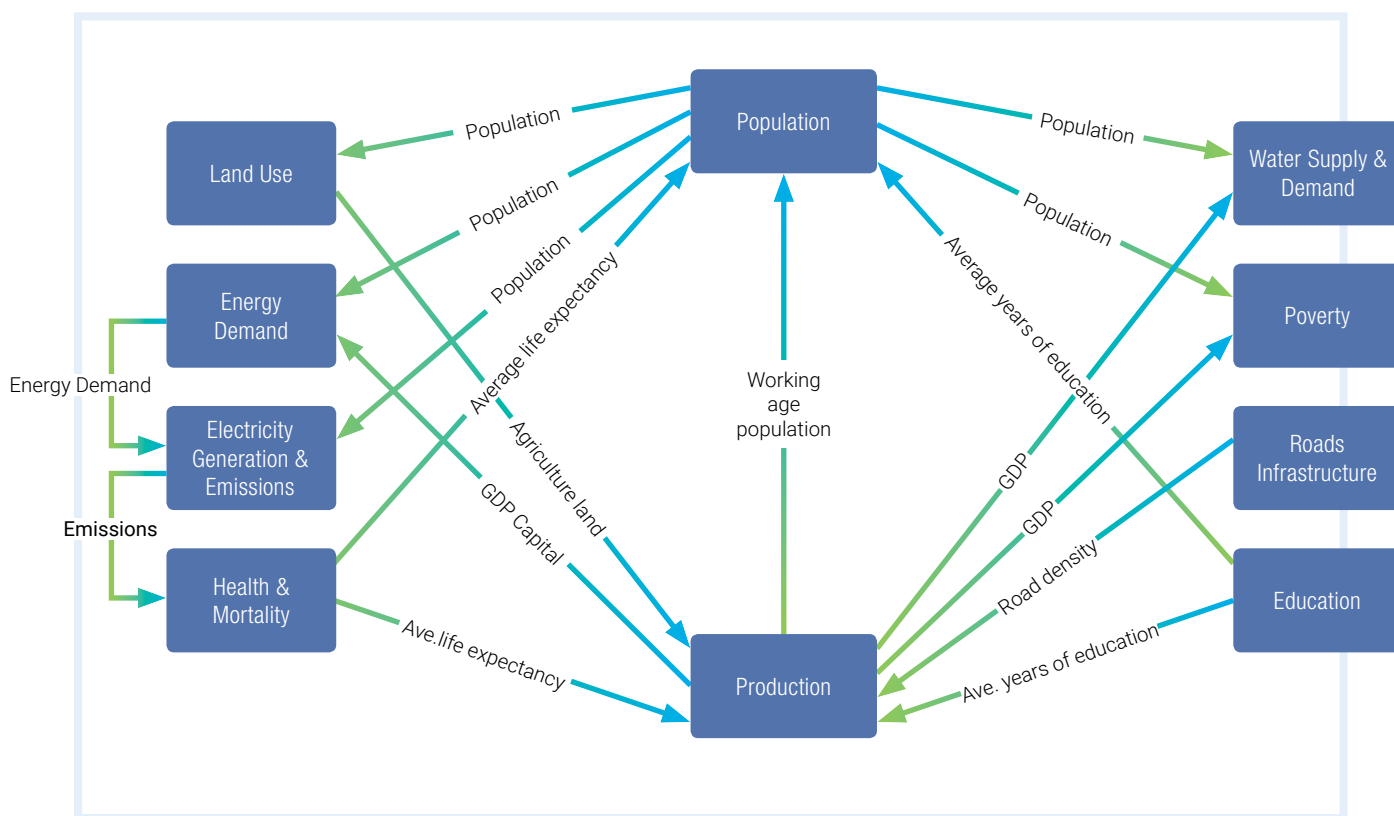 Population
Population
Population
Land Use
Water Supply &
Demand
Population
Population
Population
Average life expectancy
Average years of education
Energy
Demand
Poverty
Energy Demand
Working
age
population
Electricity
Generation &
Emissions
Agriculture land
GDP
Roads
Infrastructure
GDP Capital
GDP
Emissions
Road density
Health &
Mortality
Education
Ave.life expectancy
Ave. years of education
Production